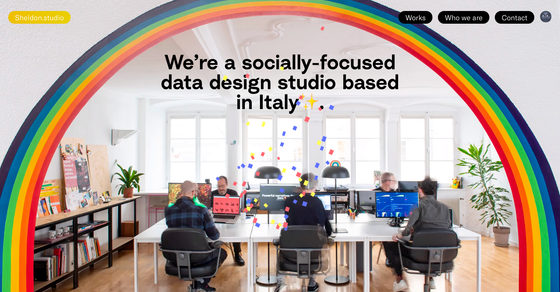 Sheldon.studio
Works
Who we are
Contact
We're a socially-focused
data design studio based
in Italy✨.